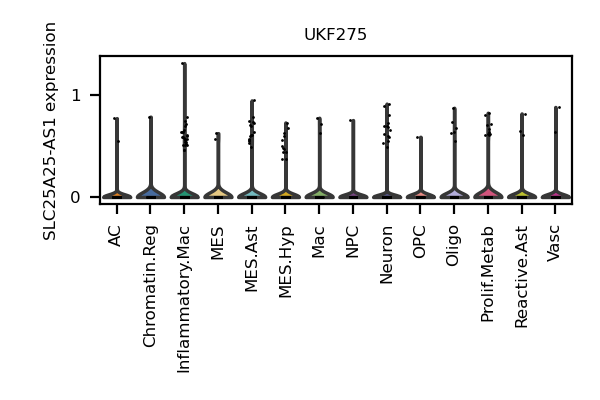 UKF275
SLC25A25-AS1 expression
1
0
AC
Chromatin.Reg
Inflammatory.Mac
MES
MES.Ast
MES.Hyp
Mac
NPC
Neuron
OPC
Oligo
Prolif.Metab
Reactive.Ast
Vasc